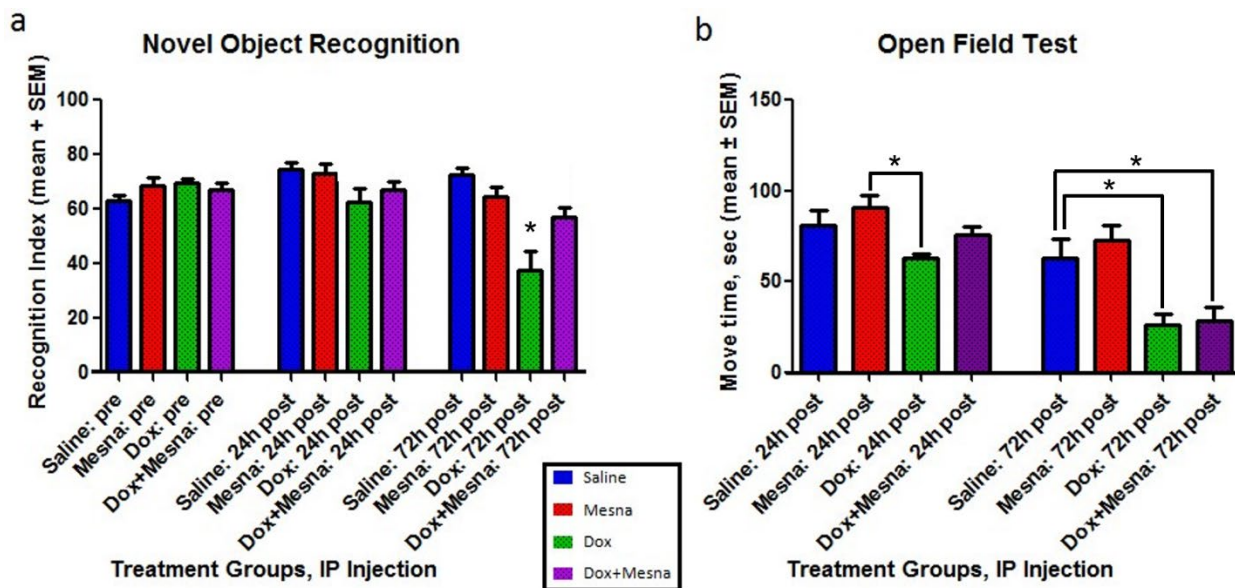 a
Novel Object Recognition
Recognition Index (mean + SEM)
100
80
60
40
20
0
*
Saline: pre
Mesna: pre
Dox: pre
Dox+Mesna: pre
Saline: 24h post
Mesna: 24h post
Dox: 24h post
Dox+Mesna: 24h post
Saline: 72h post
Mesna: 72h post
Dox: 72h post
Dox+Mesna: 72h post
Treatment Groups, IP Injection
Saline
Mesna
Dox
Dox+Mesna
b
Open Field Test
Move time, sec (mean ± SEM)
150
100
50
0
*
*
*
Saline: 24h post
Mesna: 24h post
Dox: 24h post
Dox+Mesna: 24h post
Saline: 72h post
Mesna: 72h post
Dox: 72h post
Dox+Mesna: 72h post
Treatment Groups, IP Injection